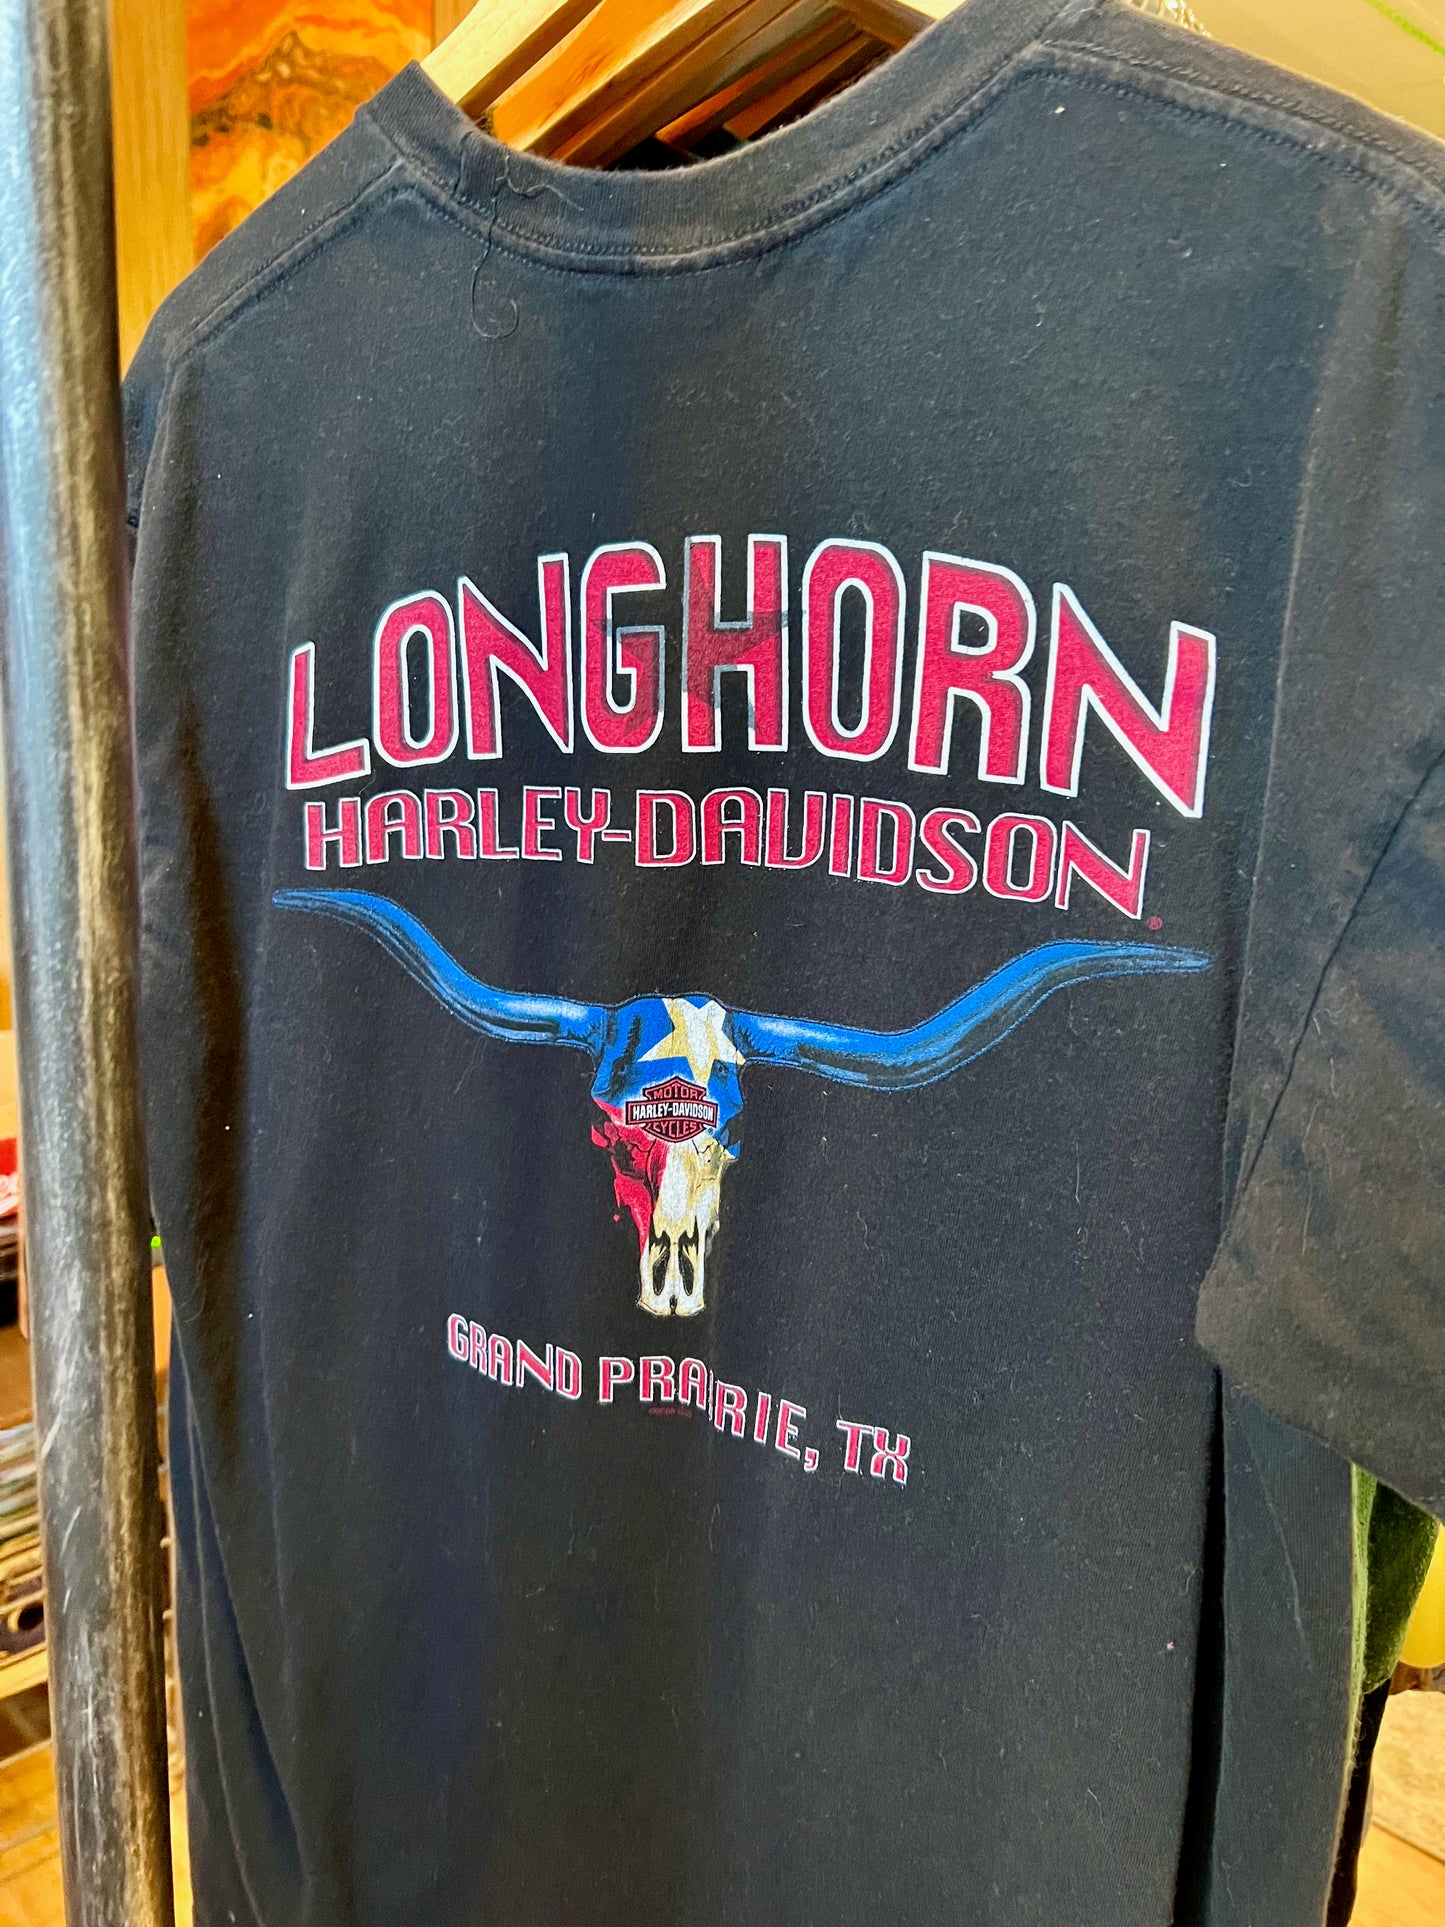 LONGHORN
HARLEY-DAVIDSON®
MOTOR
HARLEY-DAVIDSON
CYCLES
GRAND PRAIRIE, TX